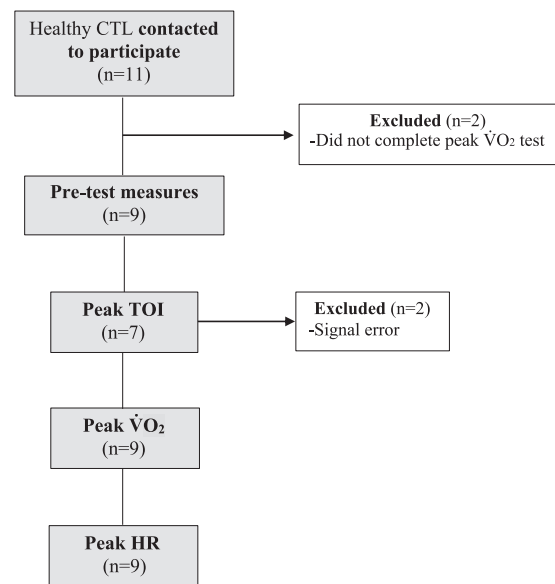 Healthy CTL contacted
to participate
(n=11)
Excluded (n=2)
-Did not complete peak V̇O₂ test
Pre-test measures
(n=9)
Peak TOI
(n=7)
Excluded (n=2)
-Signal error
Peak V̇O₂
(n=9)
Peak HR
(n=9)